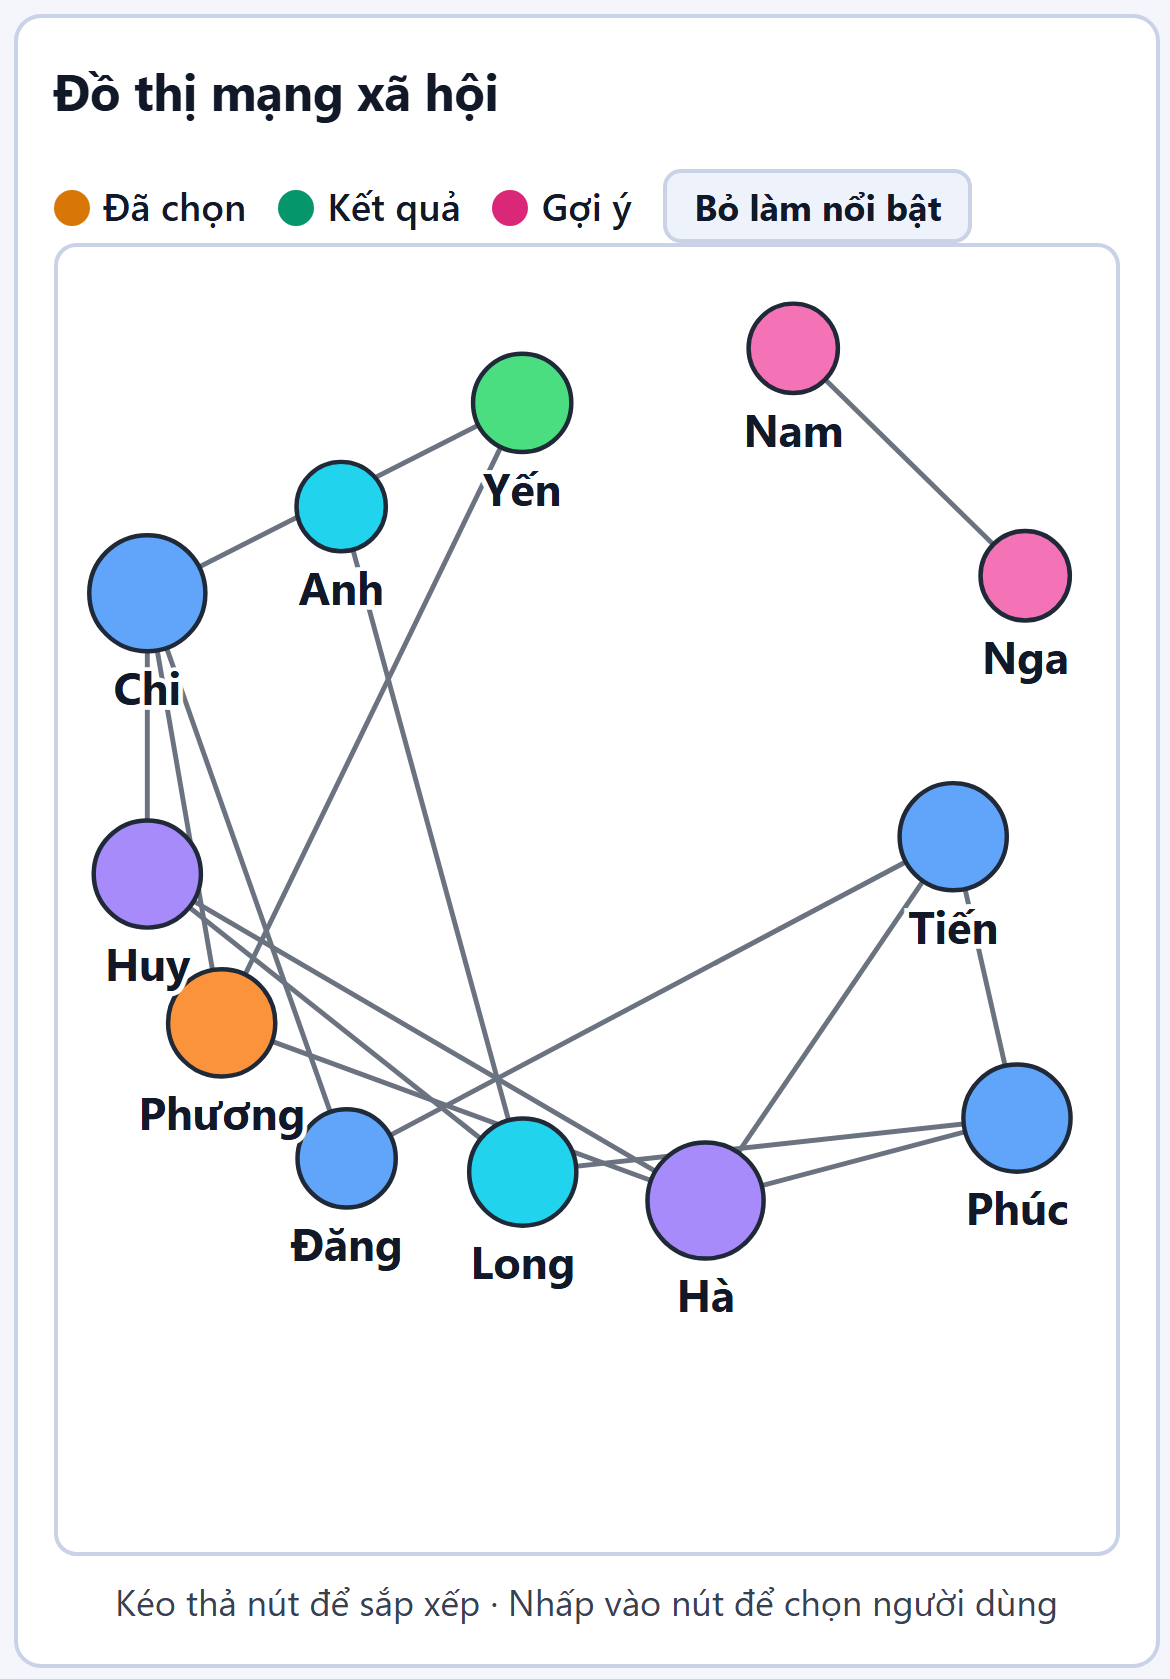 Đồ thị mạng xã hội
Đã chọn Kết quả Gợi ý Bỏ làm nổi bật
Nam
Yến
Anh
Nga
Chi
Tiến
Huy
Phương
Phúc
Đăng
Long
Hà
Kéo thả nút để sắp xếp · Nhấp vào nút để chọn người dùng